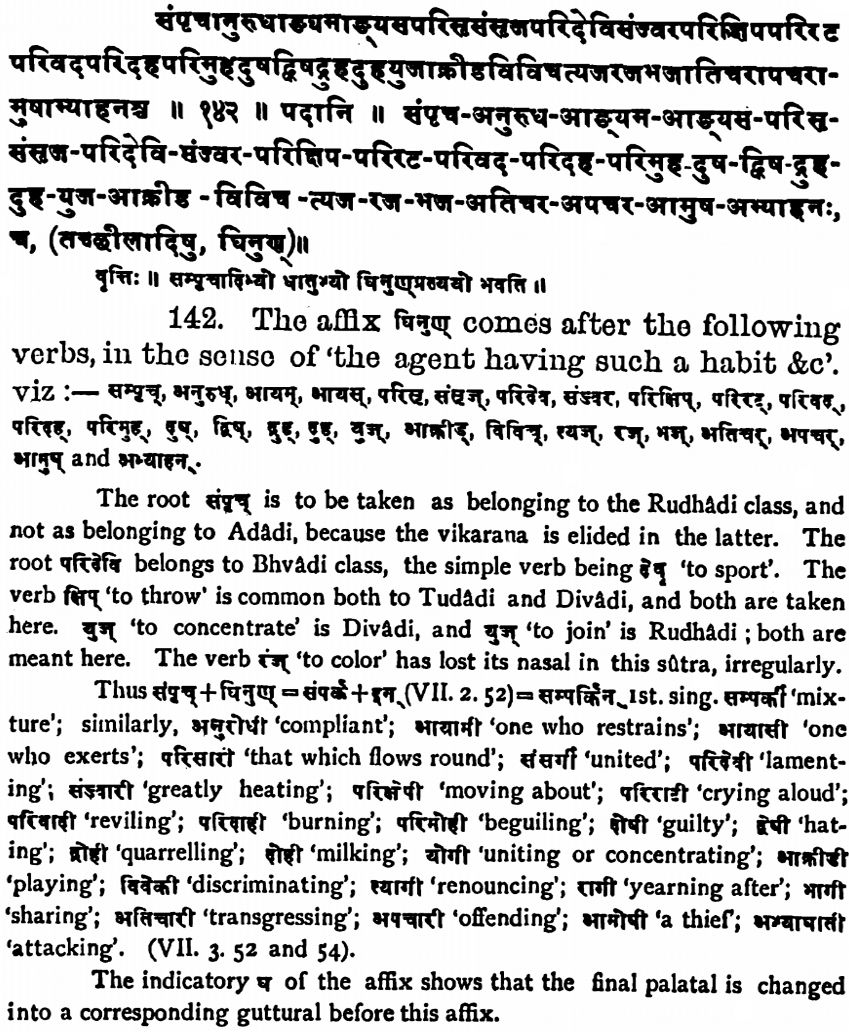 संपृचानुरुधाङ्यमाङ्यसपरिसृसंसृजपरिदेविसंज्वरपरिक्षिपपरिरट
परिवदपरिदहपरिमुहदुषद्विषद्रुहदुहयुजाक्रीडविविचत्यजरजभजातिचरापचरा-
मुषाभ्याहनश्च ॥ १४२ ॥ पदानि ॥ संपृच-अनुरुध-आङ्यम-आङ्यस-परिसृ-
संसृज-परिदेवि-संज्वर-परिक्षिप-परिरट-परिवद-परिदह-परिमुह-दुष-द्विष-द्रुह-
दुह-युज-आक्रीड - विविच -त्यज-रज-भज-अतिचर-अपचर-आमुष-अभ्याहनः,
च, (तच्छीलादिषु, घिनुण्)॥
वृत्तिः ॥ सम्पृचादिभ्यो धातुभ्यो घिनुण्प्रत्ययो भवति ॥
142. The affix घिनुण् comes after the following
verbs, in the sense of 'the agent having such a habit &c'.
viz :— सम्पृच्, अनुरुध्, आयम्, आयस्, परिसृ, संसृज्, परिदेव, संज्वर, परिक्षिप्, परिरट्, परिवद्,
परिदह्, परिमुह्, दुष्, द्विष्, द्रुह्, दुह्, युज्, आक्रीड्, विविच्, त्यज्, रज्, भज्, अतिचर्, अपचर्,
आमुष् and अभ्याहन्.
The root संपृच् is to be taken as belonging to the Rudhâdi class, and
not as belonging to Adâdi, because the vikarana is elided in the latter. The
root परिदेवि belongs to Bhvâdi class, the simple verb being देवृ 'to sport'. The
verb क्षिप् 'to throw' is common both to Tudâdi and Divâdi, and both are taken
here. युज् 'to concentrate' is Divâdi, and युज् 'to join' is Rudhâdi ; both are
meant here. The verb रंज् 'to color' has lost its nasal in this sûtra, irregularly.
Thus संपृच्+घिनुण्=संपर्क+इन् (VII. 2. 52)=सम्पर्किन् 1st. sing. सम्पर्की 'mix-
ture'; similarly, अनुरोधी 'compliant'; आयामी 'one who restrains'; आयासी 'one
who exerts'; परिसारी 'that which flows round'; संसर्गी 'united'; परिदेवी 'lament-
ing'; संज्वारी 'greatly heating'; परिक्षेपी 'moving about'; परिराटी 'crying aloud';
परिवादी 'reviling'; परिदाही 'burning'; परिमोही 'beguiling'; दोषी 'guilty'; द्वेषी 'hat-
ing'; द्रोही 'quarrelling'; दोही 'milking'; योगी 'uniting or concentrating'; आक्रीडी
'playing'; विवेकी 'discriminating'; त्यागी 'renouncing'; रागी 'yearning after'; भागी
'sharing'; अतिचारी 'transgressing'; अपचारी 'offending'; आमोषी 'a thief'; अभ्याघाती
'attacking'. (VII. 3. 52 and 54).
The indicatory घ of the affix shows that the final palatal is changed
into a corresponding guttural before this affix.